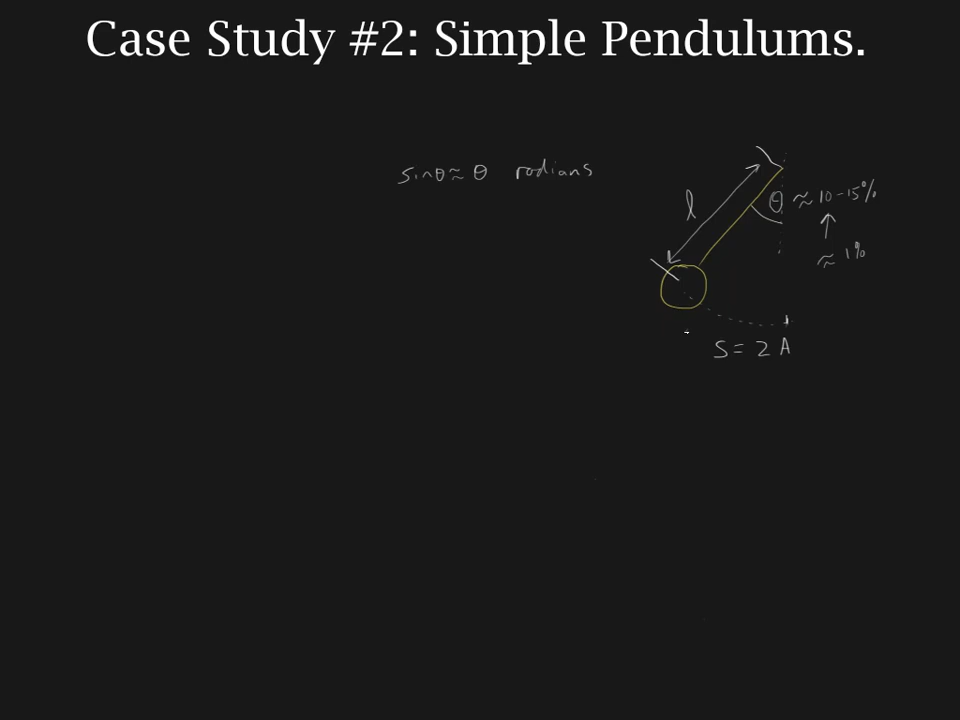 Case Study #2: Simple Pendulums.
sinθ≈ θ radians
l
θ ≈ 10-15%
≈ 1%
S = 2 A